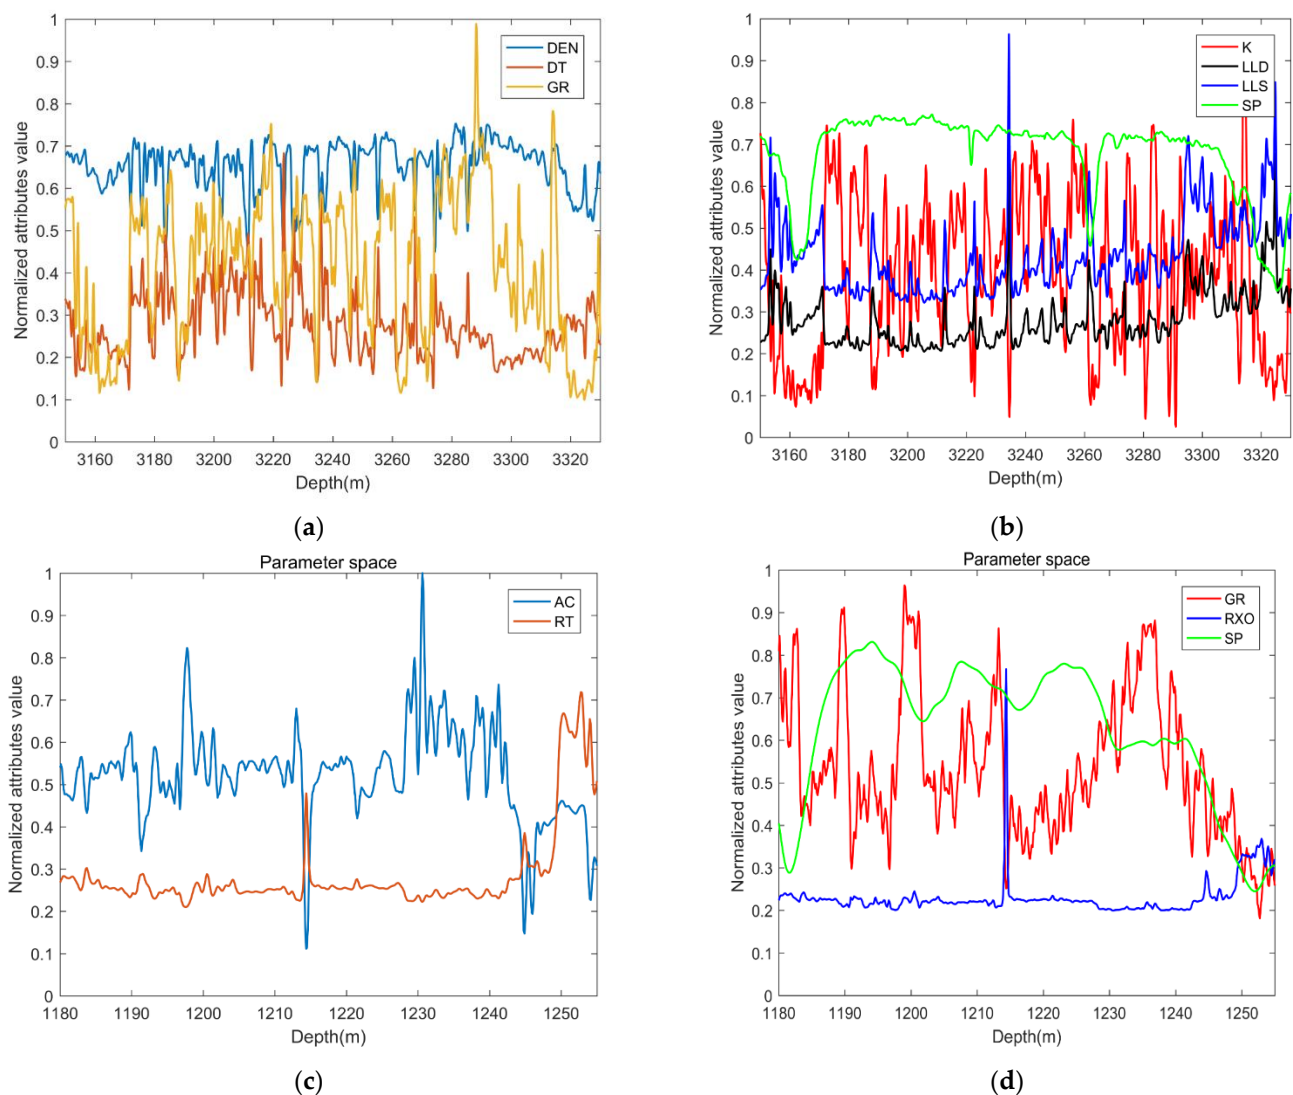 1
0.9
0.8
0.7
0.6
0.5
0.4
0.3
0.2
0.1
0
Normalized attributes value
DEN
DT
GR
3160 3180 3200 3220 3240 3260 3280 3300 3320
Depth(m)
(a)
1
0.9
0.8
0.7
0.6
0.5
0.4
0.3
0.2
0.1
0
Normalized attributes value
K
LLD
LLS
SP
3160 3180 3200 3220 3240 3260 3280 3300 3320
Depth(m)
(b)
Parameter space
1
0.9
0.8
0.7
0.6
0.5
0.4
0.3
0.2
0.1
0
Normalized attributes value
AC
RT
1180 1190 1200 1210 1220 1230 1240 1250
Depth(m)
(c)
Parameter space
1
0.9
0.8
0.7
0.6
0.5
0.4
0.3
0.2
0.1
0
Normalized attributes value
GR
RXO
SP
1180 1190 1200 1210 1220 1230 1240 1250
Depth(m)
(d)